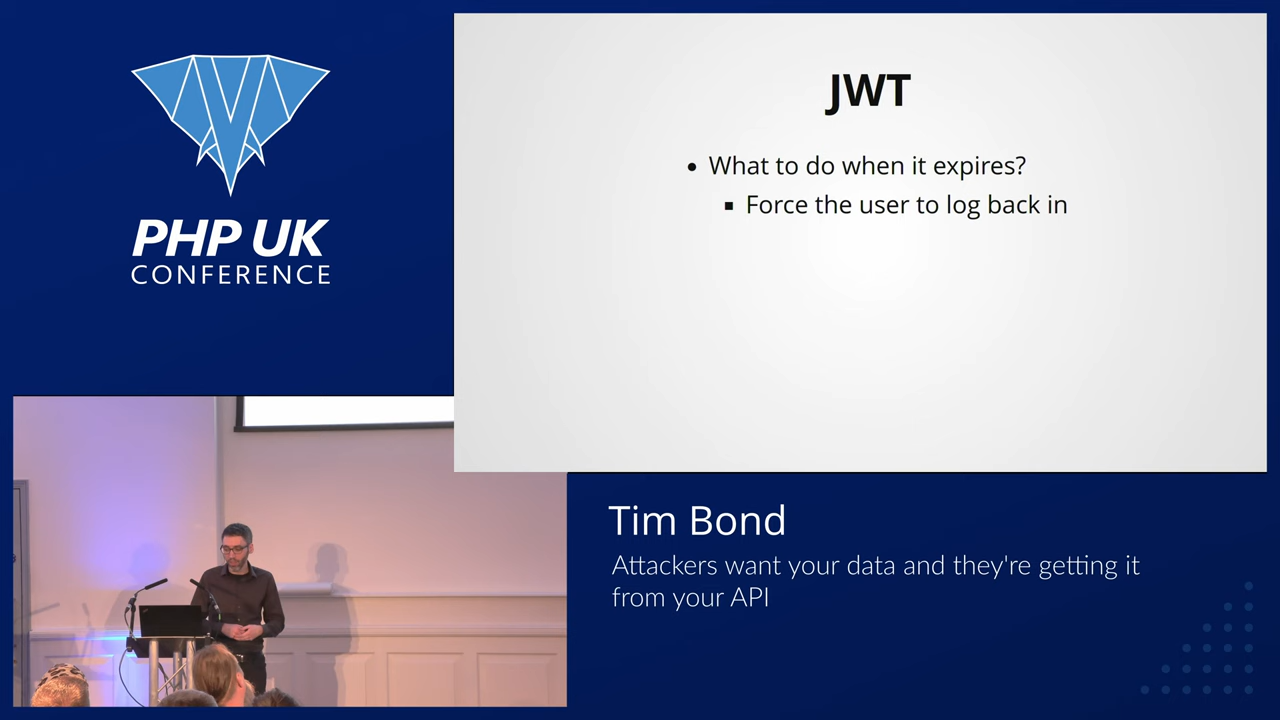 PHP UK
CONFERENCE
JWT
What to do when it expires?
Force the user to log back in
Tim Bond
Attackers want your data and they're getting it
from your API